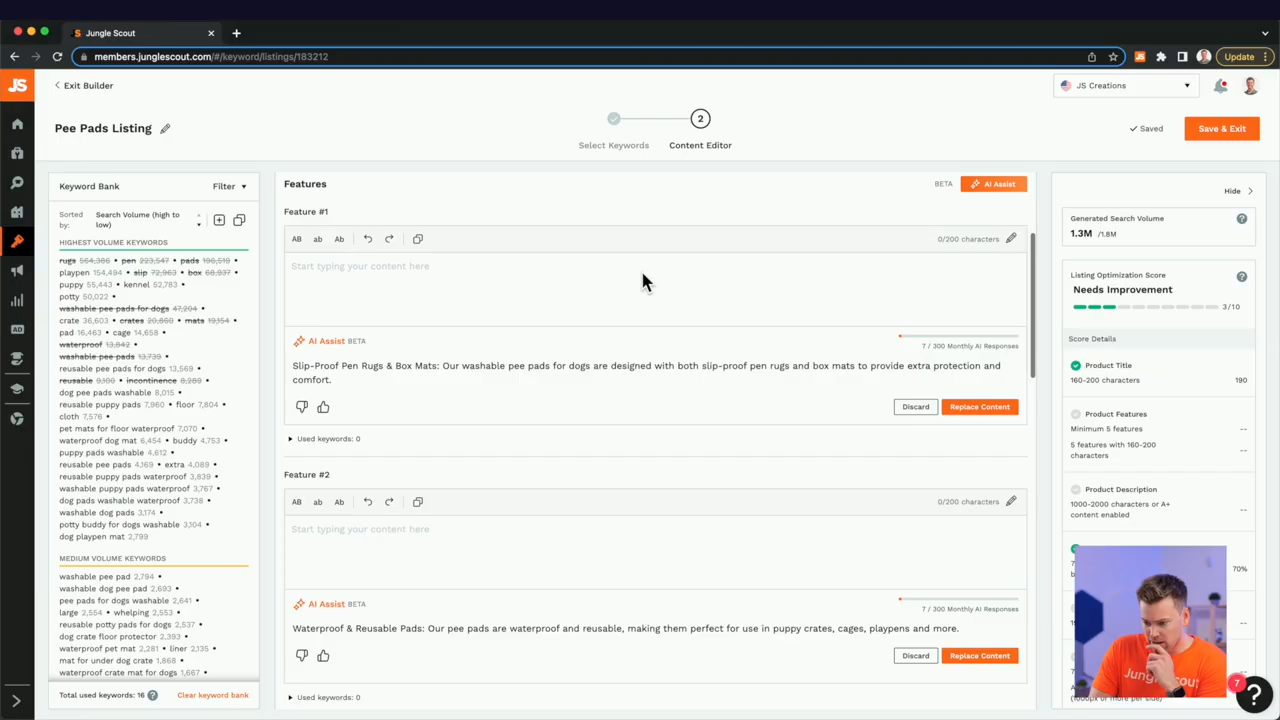 Jungle Scout
members.junglescout.com/#/keyword/listings/183212
Update
JS
Exit Builder
JS Creations
Pee Pads Listing
2
Select Keywords
Content Editor
Saved
Save & Exit
Keyword Bank
Filter
Sorted by:
Search Volume (high to low)
HIGHEST VOLUME KEYWORDS
rugs 564,386 • pen 223,547 • pads 196,519 •
playpen 154,494 • slip 72,963 • box 68,937 •
puppy 55,443 • kennel 52,783 •
potty 50,022 •
washable pee pads for dogs 47,204 •
crate 36,603 • crates 20,860 • mats 19,154 •
pad 16,463 • cage 14,658 •
waterproof 13,842 •
washable pee pads 13,739 •
reusable pee pads for dogs 13,569 •
reusable 9,100 • incontinence 8,289 •
dog pee pads washable 8,015 •
reusable puppy pads 7,960 • floor 7,804 •
cloth 7,576 •
pet mats for floor waterproof 7,070 •
waterproof dog mat 6,454 • buddy 4,753 •
puppy pads washable 4,612 •
reusable pee pads 4,169 • extra 4,089 •
reusable puppy pads waterproof 3,839 •
washable puppy pads waterproof 3,767 •
dog pads washable waterproof 3,738 •
washable dog pads 3,174 •
potty buddy for dogs washable 3,104 •
dog playpen mat 2,799
MEDIUM VOLUME KEYWORDS
washable pee pad 2,794 •
washable dog pee pad 2,693 •
pee pads for dogs washable 2,641 •
large 2,554 • whelping 2,553 •
reusable potty pads for dogs 2,537 •
dog crate floor protector 2,393 •
waterproof pet mat 2,281 • liner 2,135 •
mat for under dog crate 1,868 •
waterproof crate mat for dogs 1,667 •
Total used keywords: 16
Clear keyword bank
Features
BETA
AI Assist
Feature #1
AB ab Ab
0/200 characters
Start typing your content here
AI Assist BETA
7 / 300 Monthly AI Responses
Slip-Proof Pen Rugs & Box Mats: Our washable pee pads for dogs are designed with both slip-proof pen rugs and box mats to provide extra protection and
comfort.
Discard
Replace Content
Used keywords: 0
Feature #2
AB ab Ab
0/200 characters
Start typing your content here
AI Assist BETA
7 / 300 Monthly AI Responses
Waterproof & Reusable Pads: Our pee pads are waterproof and reusable, making them perfect for use in puppy crates, cages, playpens and more.
Discard
Replace Content
Used keywords: 0
Hide
Generated Search Volume
1.3M /1.8M
Listing Optimization Score
Needs Improvement
3/10
Score Details
Product Title
160-200 characters 190
Product Features
Minimum 5 features --
5 features with 160-200
characters --
Product Description
1000-2000 characters or A+
content enabled --
70%
--
--
Jungle Scout
7
?